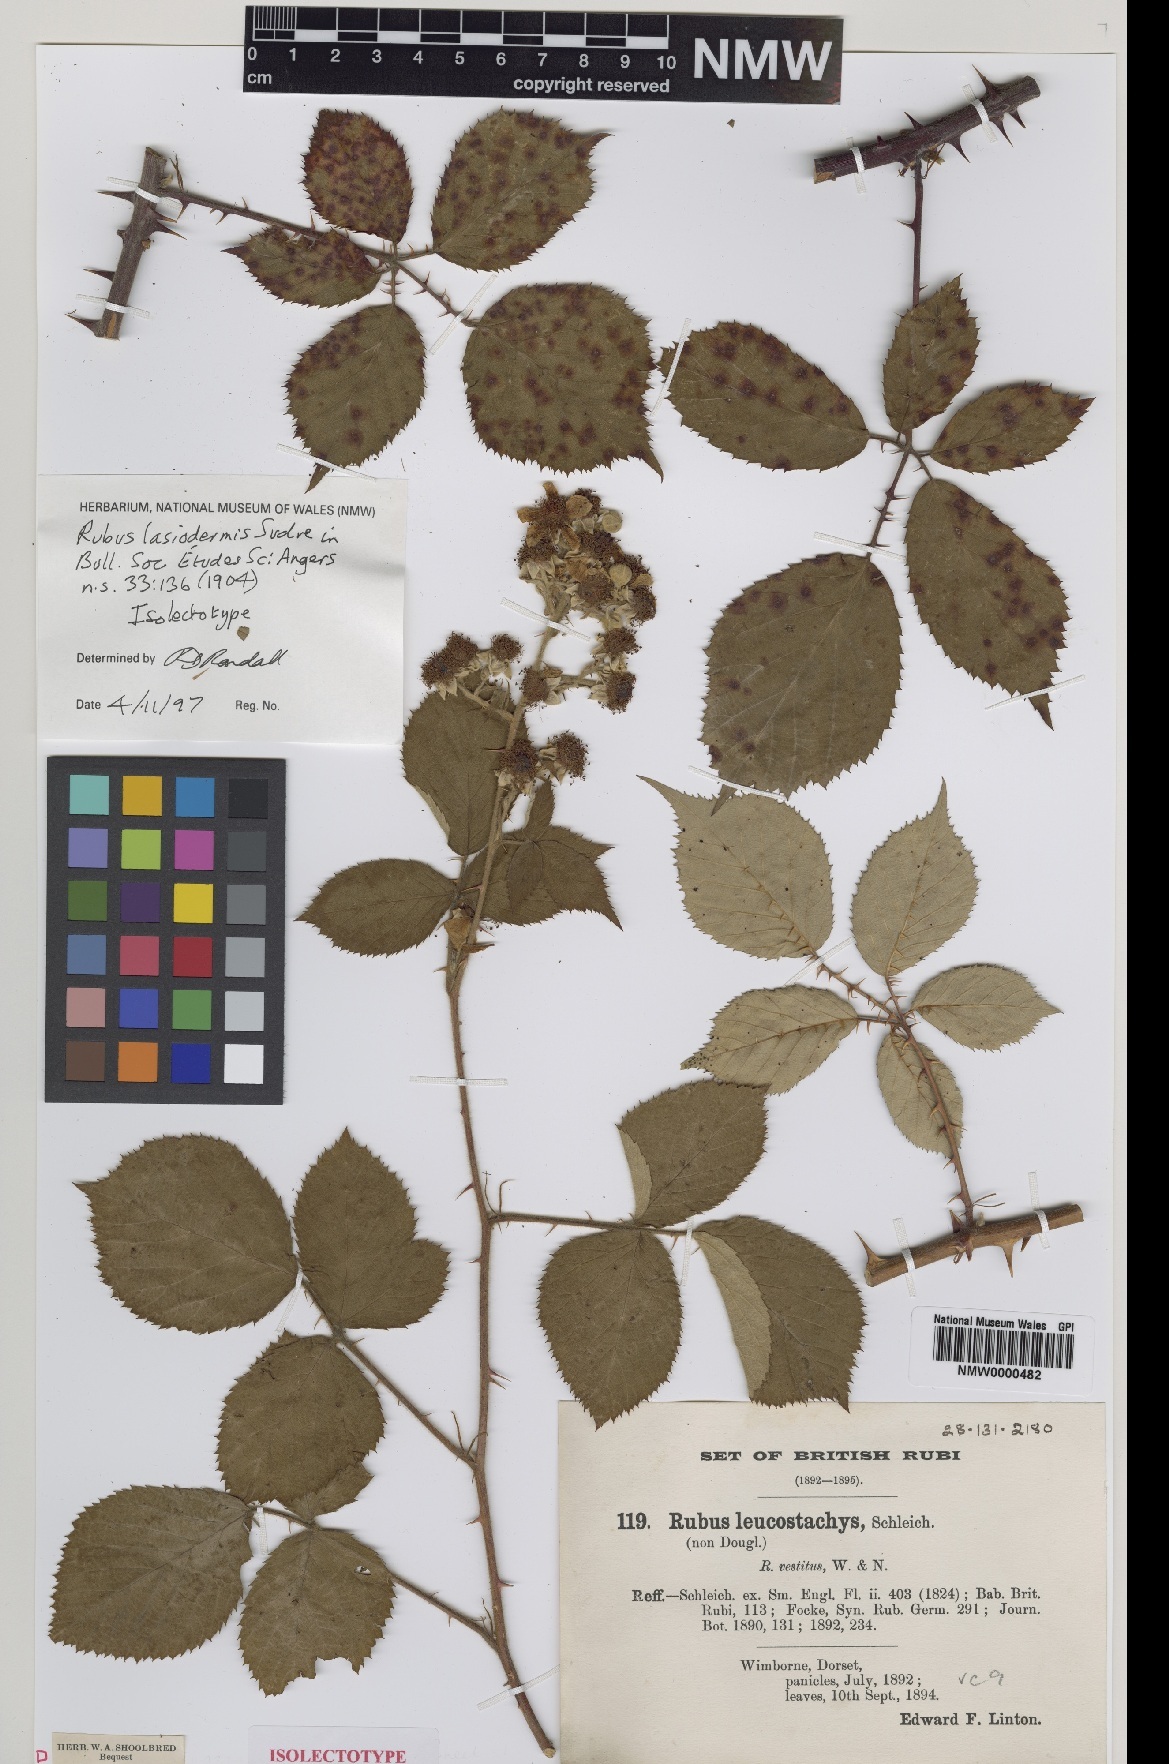 0 1 2 3 4 5 6 7 8 9 10
cm
copyright reserved
NMW
HERBARIUM, NATIONAL MUSEUM OF WALES (NMW)
Rubus lasiodermis Sudre in
Bull. Soc Études Sci Angers
n.s. 33:136 (1904)
Isolectotype
Determined by RD Randall
Date 4/11/97 Reg. No.
National Museum Wales GPI
NMW0000482
28.131.2180
SET OF BRITISH RUBI
(1892—1895).
119. Rubus leucostachys, Schleich.
(non Dougl.)
R. vestitus, W. & N.
Reff.—Schleich. ex. Sm. Engl. Fl. ii. 403 (1824); Bab. Brit.
Rubi, 113; Focke, Syn. Rub. Germ. 291; Journ.
Bot. 1890, 131; 1892, 234.
Wimborne, Dorset,
panicles, July, 1892; vc9
leaves, 10th Sept., 1894.
Edward F. Linton.
HERB. W. A. SHOOLBRED
Bequest
ISOLECTOTYPE